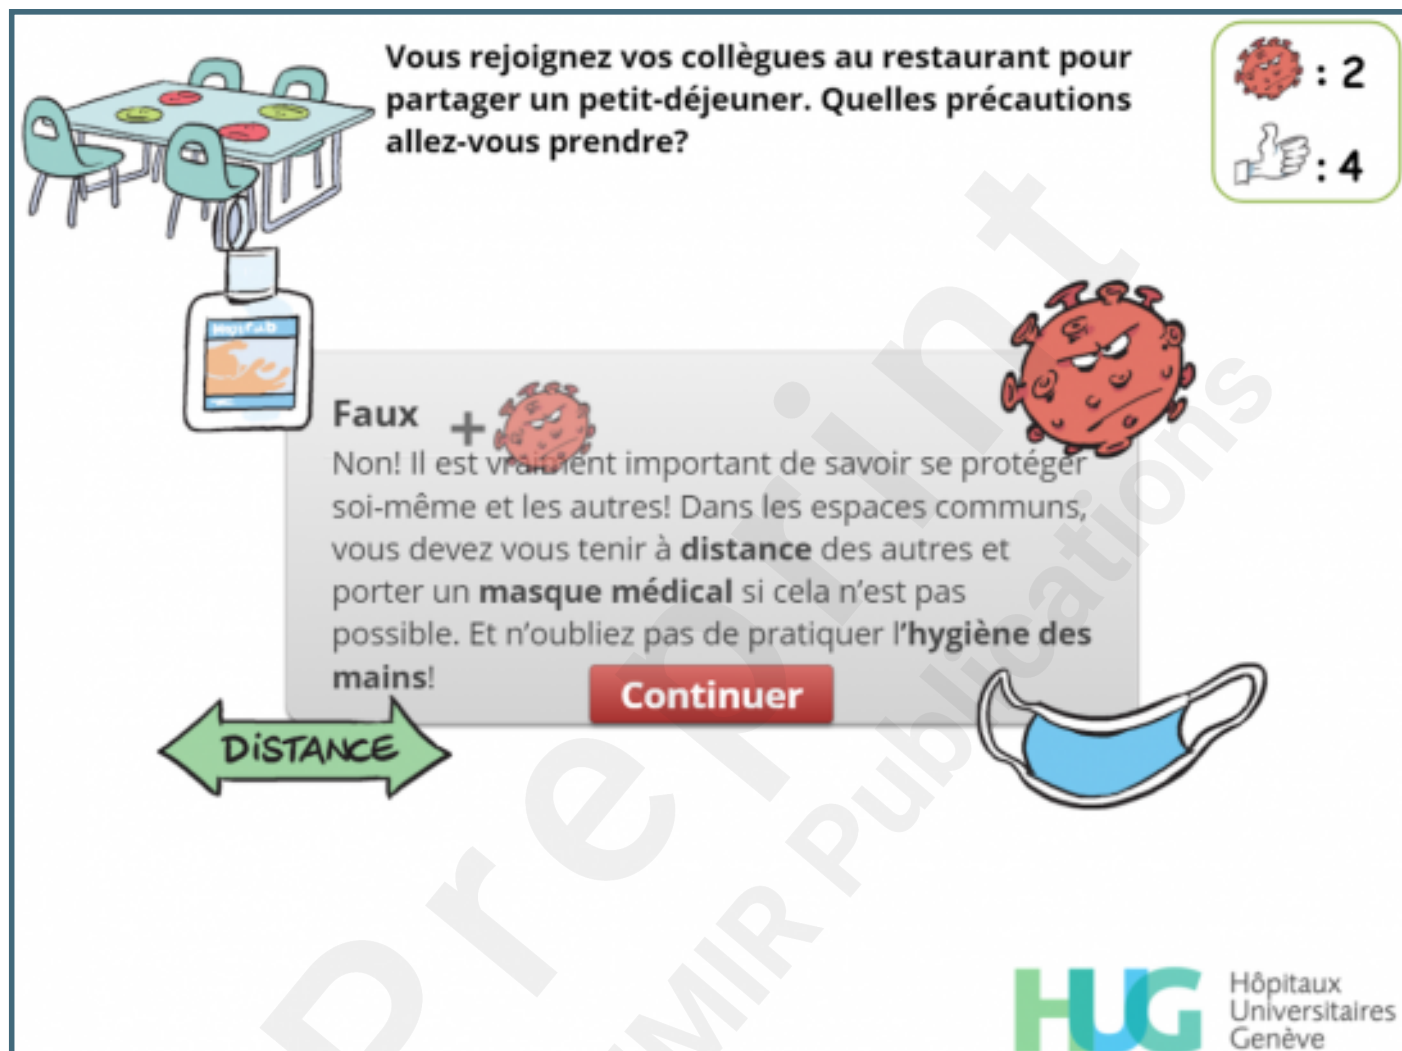 Vous rejoignez vos collègues au restaurant pour
partager un petit-déjeuner. Quelles précautions
allez-vous prendre?
: 2
: 4
Faux +
Non! Il est vraiment important de savoir se protéger
soi-même et les autres! Dans les espaces communs,
vous devez vous tenir à distance des autres et
porter un masque médical si cela n'est pas
possible. Et n'oubliez pas de pratiquer l'hygiène des
mains!
Continuer
DiSTANCE
Preprint
JMIR Publications
HUG
Hôpitaux
Universitaires
Genève